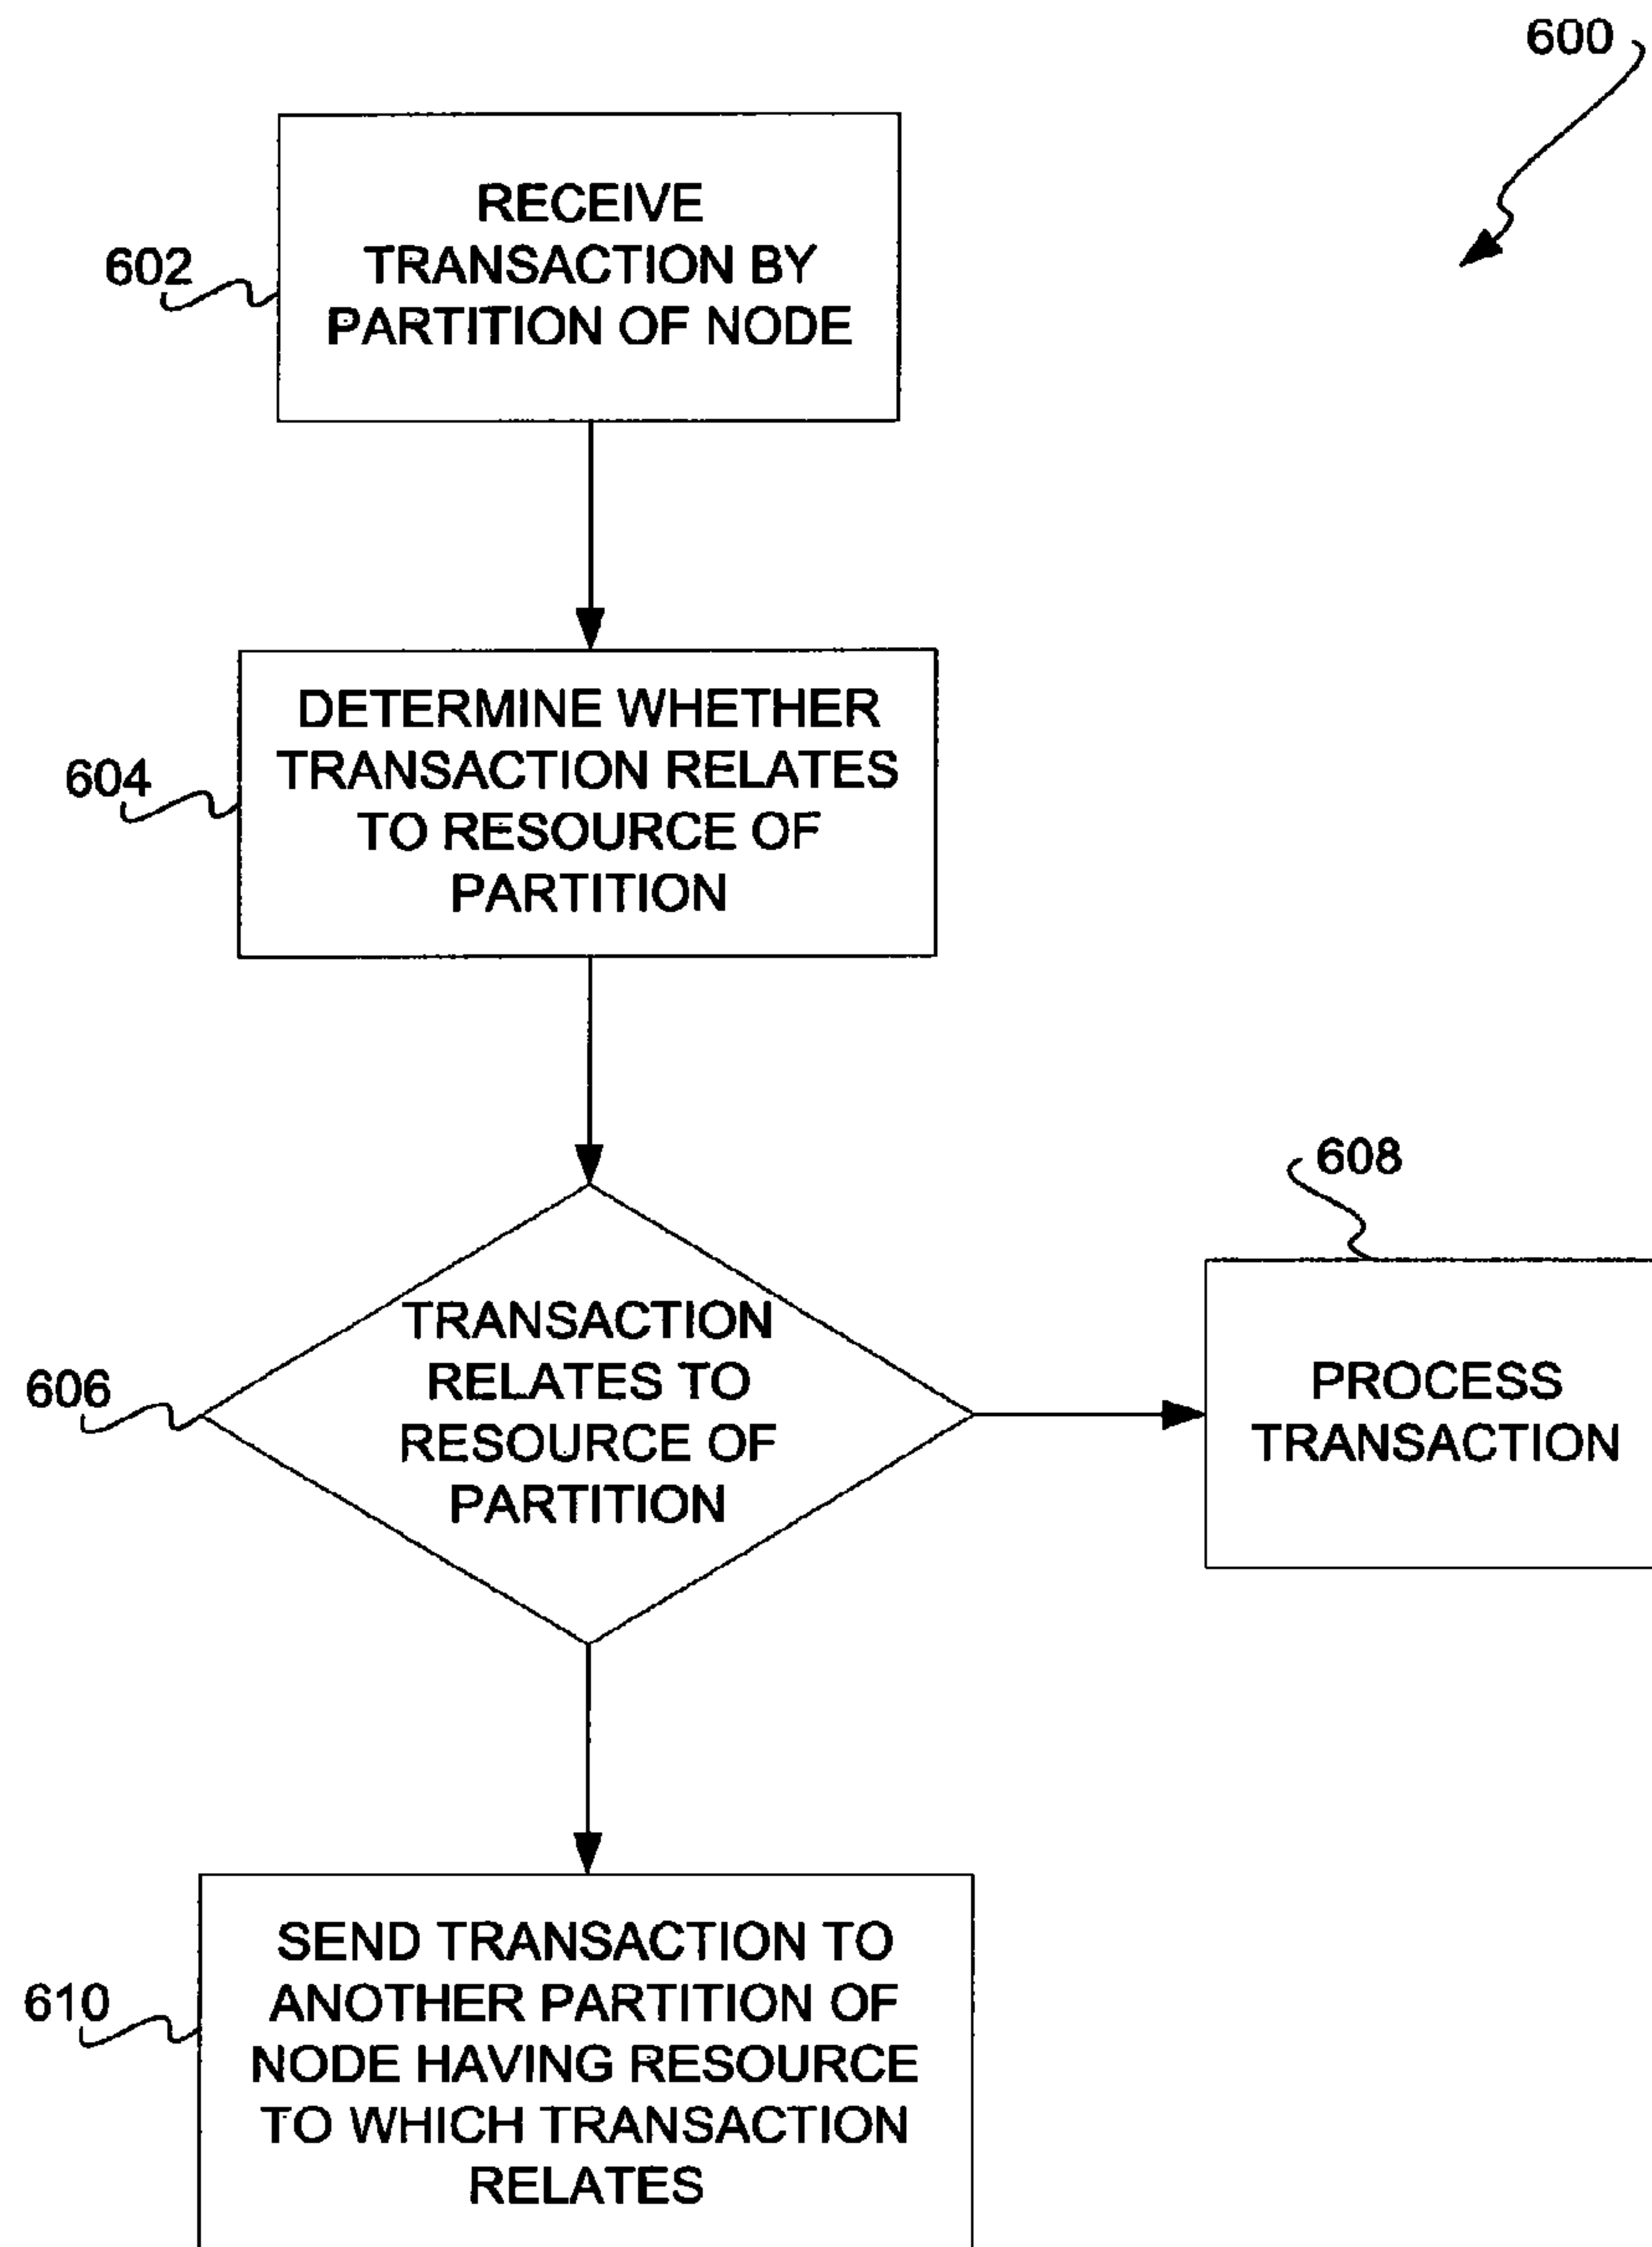 600
RECEIVE
TRANSACTION BY
PARTITION OF NODE
602
DETERMINE WHETHER
TRANSACTION RELATES
TO RESOURCE OF
PARTITION
604
TRANSACTION
RELATES TO
RESOURCE OF
PARTITION
606
608
PROCESS
TRANSACTION
SEND TRANSACTION TO
ANOTHER PARTITION OF
NODE HAVING RESOURCE
TO WHICH TRANSACTION
RELATES
610